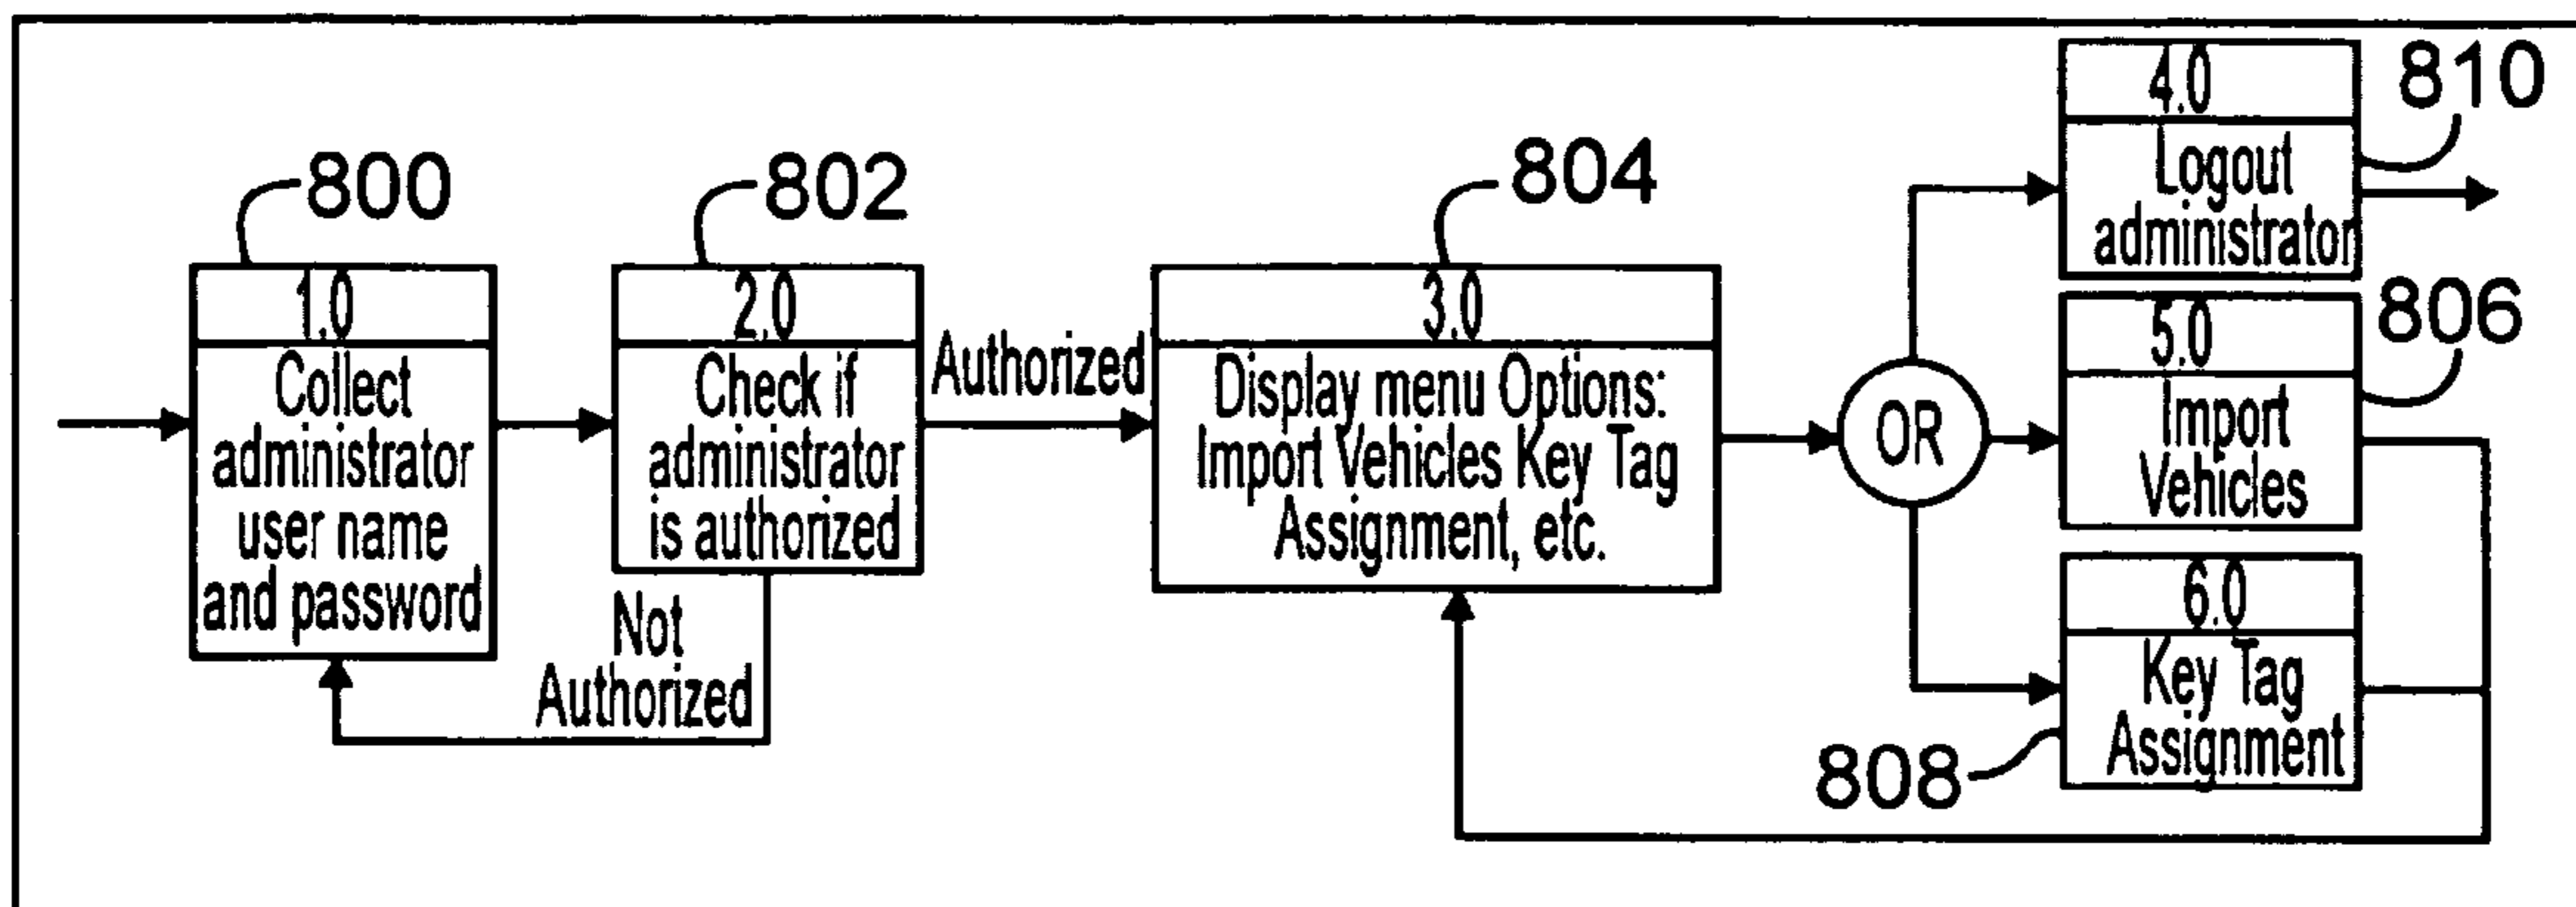 800
1.0
Collect
administrator
user name
and password
802
2.0
Check if
administrator
is authorized
Authorized
Not
Authorized
804
3.0
Display menu Options:
Import Vehicles Key Tag
Assignment, etc.
OR
4.0
Logout
administrator
810
5.0
Import
Vehicles
806
6.0
Key Tag
Assignment
808